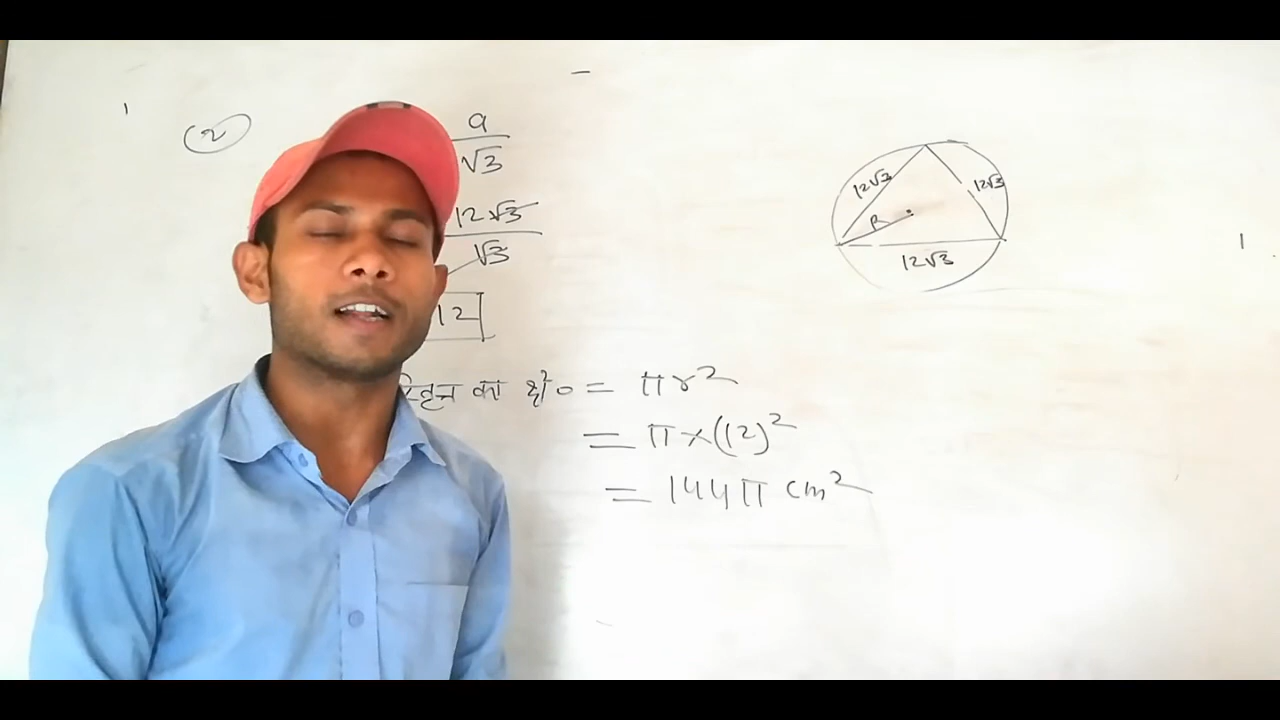 (2)
a
√3
12√3
√3
12
का क्षे० = πr²
= π×(12)²
= 144π cm²
12√3
12√3
R
12√3